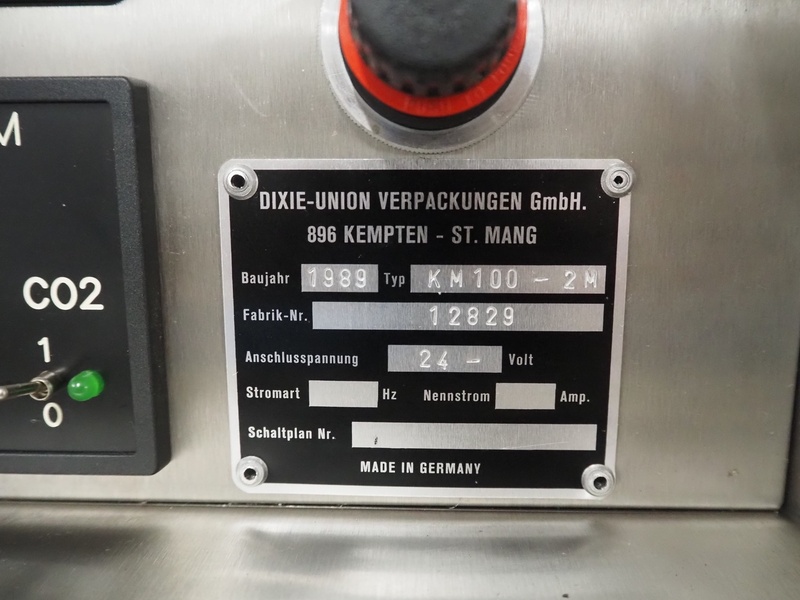 M
CO2
1
0
DIXIE-UNION VERPACKUNGEN GmbH.
896 KEMPTEN - ST. MANG
Baujahr 1989 Typ KM100 - 2M
Fabrik-Nr. 12829
Anschlusspannung 24 - Volt
Stromart Hz Nennstrom Amp.
Schaltplan Nr.
MADE IN GERMANY